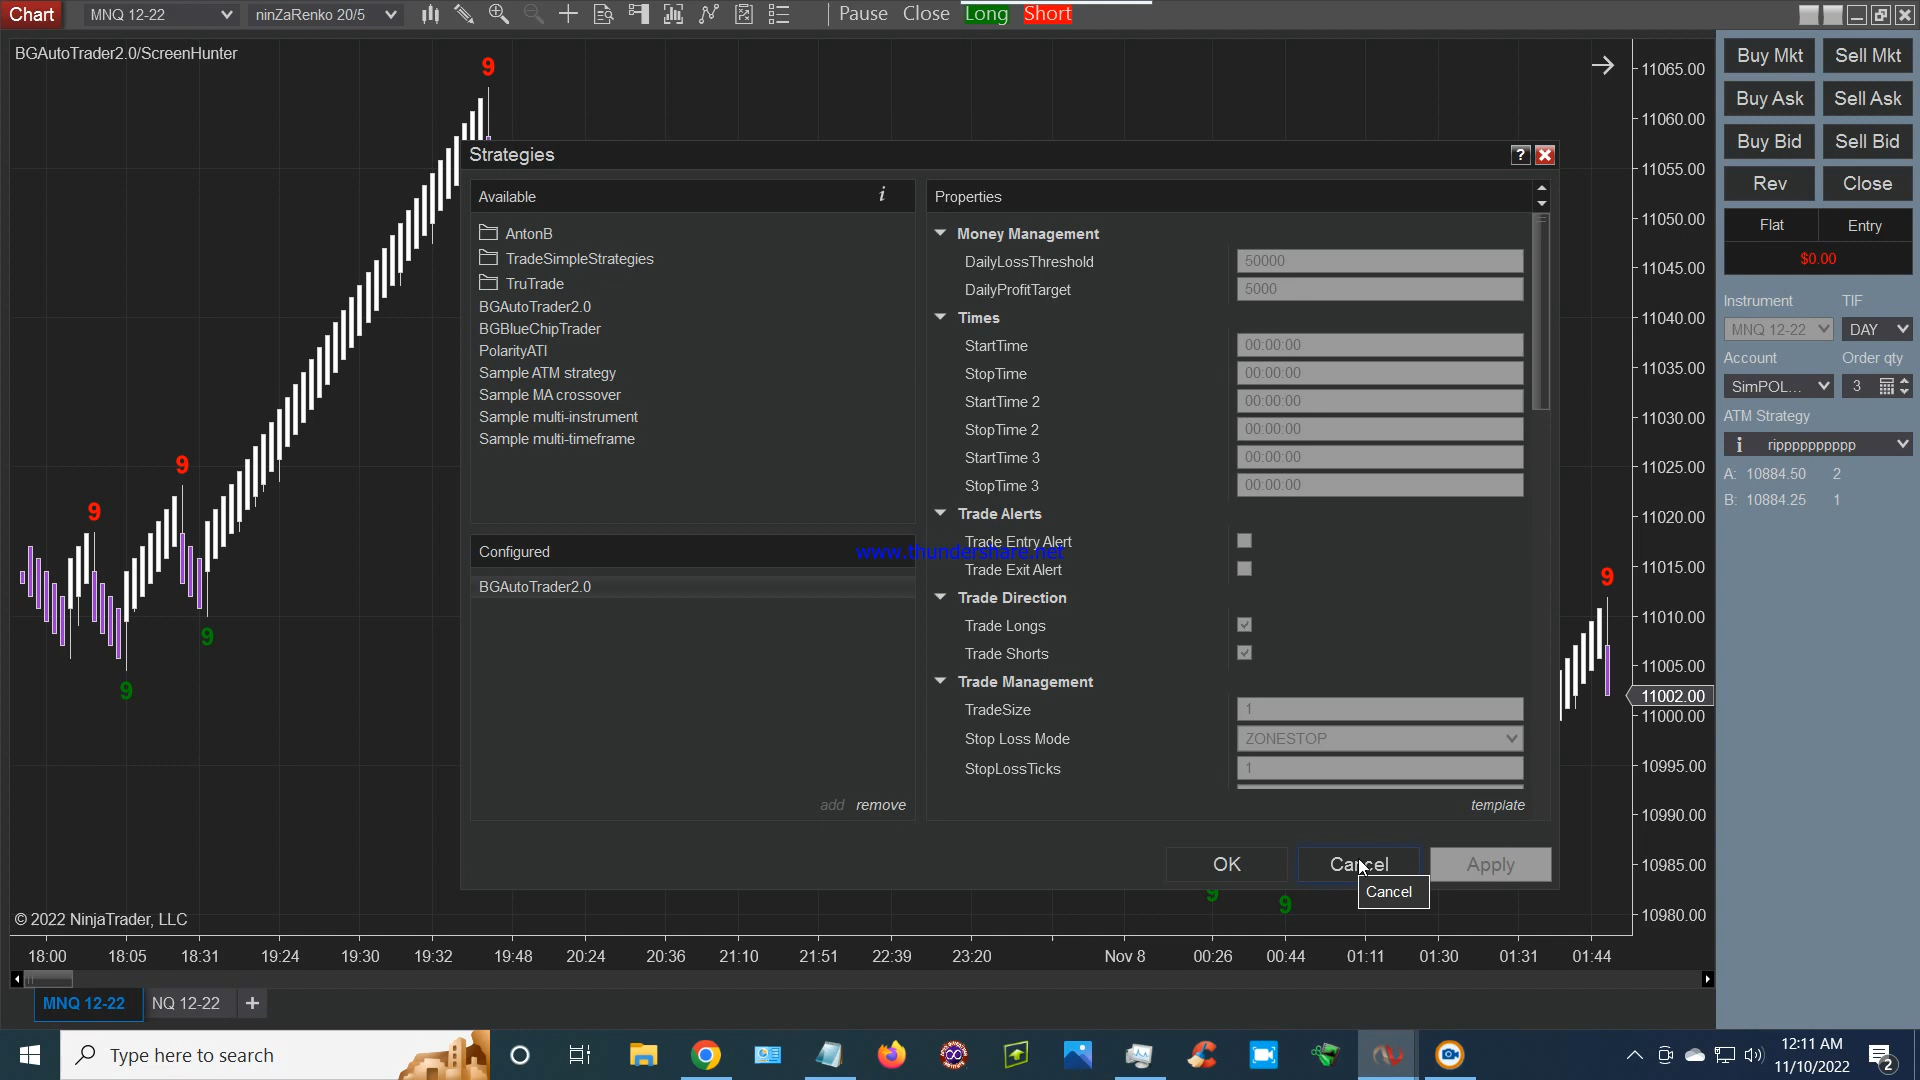 Chart MNQ 12-22 ninZaRenko 20/5 Pause Close Long Short
BGAutoTrader2.0/ScreenHunter
9
9
9
9
9
9
9
9
Strategies
?
Available i
AntonB
TradeSimpleStrategies
TruTrade
BGAutoTrader2.0
BGBlueChipTrader
PolarityATI
Sample ATM strategy
Sample MA crossover
Sample multi-instrument
Sample multi-timeframe
Configured
BGAutoTrader2.0
add remove
Properties
Money Management
DailyLossThreshold 50000
DailyProfitTarget 5000
Times
StartTime 00:00:00
StopTime 00:00:00
StartTime 2 00:00:00
StopTime 2 00:00:00
StartTime 3 00:00:00
StopTime 3 00:00:00
Trade Alerts
Trade Entry Alert
www.thundershare.net
Trade Exit Alert
Trade Direction
Trade Longs
Trade Shorts
Trade Management
TradeSize 1
Stop Loss Mode ZONESTOP
StopLossTicks 1
template
OK Cancel Apply
Cancel
11065.00
11060.00
11055.00
11050.00
11045.00
11040.00
11035.00
11030.00
11025.00
11020.00
11015.00
11010.00
11005.00
11002.00
11000.00
10995.00
10990.00
10985.00
10980.00
Buy Mkt Sell Mkt
Buy Ask Sell Ask
Buy Bid Sell Bid
Rev Close
Flat Entry
$0.00
Instrument TIF
MNQ 12-22 DAY
Account Order qty
SimPOL... 3
ATM Strategy
i rippppppppp
A: 10884.50 2
B: 10884.25 1
© 2022 NinjaTrader, LLC
18:00 18:05 18:31 19:24 19:30 19:32 19:48 20:24 20:36 21:10 21:51 22:39 23:20 Nov 8 00:26 00:44 01:11 01:30 01:31 01:44
MNQ 12-22 NQ 12-22 +
Type here to search
12:11 AM
11/10/2022
2